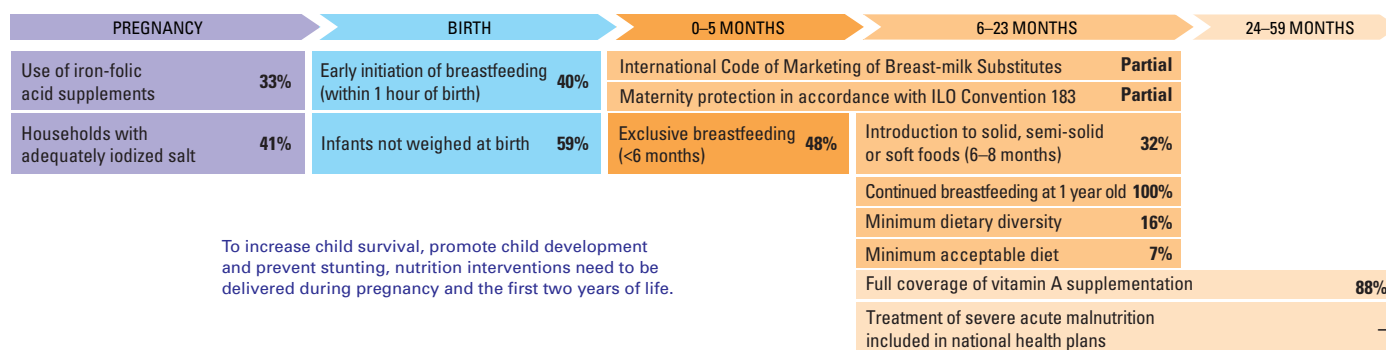 PREGNANCY
BIRTH
0–5 MONTHS
6–23 MONTHS
24–59 MONTHS
Use of iron-folic
acid supplements
33%
Households with
adequately iodized salt
41%
Early initiation of breastfeeding
(within 1 hour of birth)
40%
Infants not weighed at birth
59%
International Code of Marketing of Breast-milk Substitutes
Partial
Maternity protection in accordance with ILO Convention 183
Partial
Exclusive breastfeeding
(<6 months)
48%
Introduction to solid, semi-solid
or soft foods (6–8 months)
32%
Continued breastfeeding at 1 year old 100%
Minimum dietary diversity
16%
Minimum acceptable diet
7%
Full coverage of vitamin A supplementation
88%
Treatment of severe acute malnutrition
included in national health plans
–
To increase child survival, promote child development
and prevent stunting, nutrition interventions need to be
delivered during pregnancy and the first two years of life.